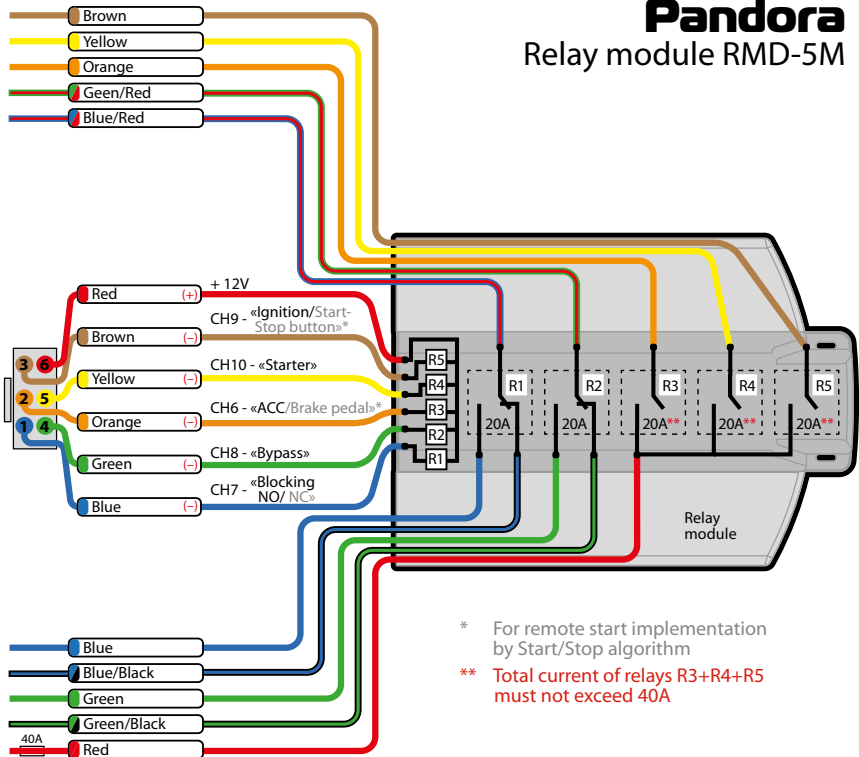 Pandora
Relay module RMD-5M
Brown
Yellow
Orange
Geen/Red
Blue/Red
Red (+)
+ 12V
Brown (–)
CH9 - «Ignition/Start-
Stop button»*
Yellow (–)
CH10 - «Starter»
Orange (–)
CH6 - «ACC/Brake pedal»*
Green (–)
CH8 - «Bypass»
Blue (–)
CH7 - «Blocking
NO/ NC»
3 6
2 5
1 4
R5
R4
R3
R2
R1
R1
R2
R3
R4
R5
20A
20A
20A**
20A**
20A**
Relay
module
Blue
Blue/Black
Green
Green/Black
40A
Red
* For remote start implementation
by Start/Stop algorithm
** Total current of relays R3+R4+R5
must not exceed 40A